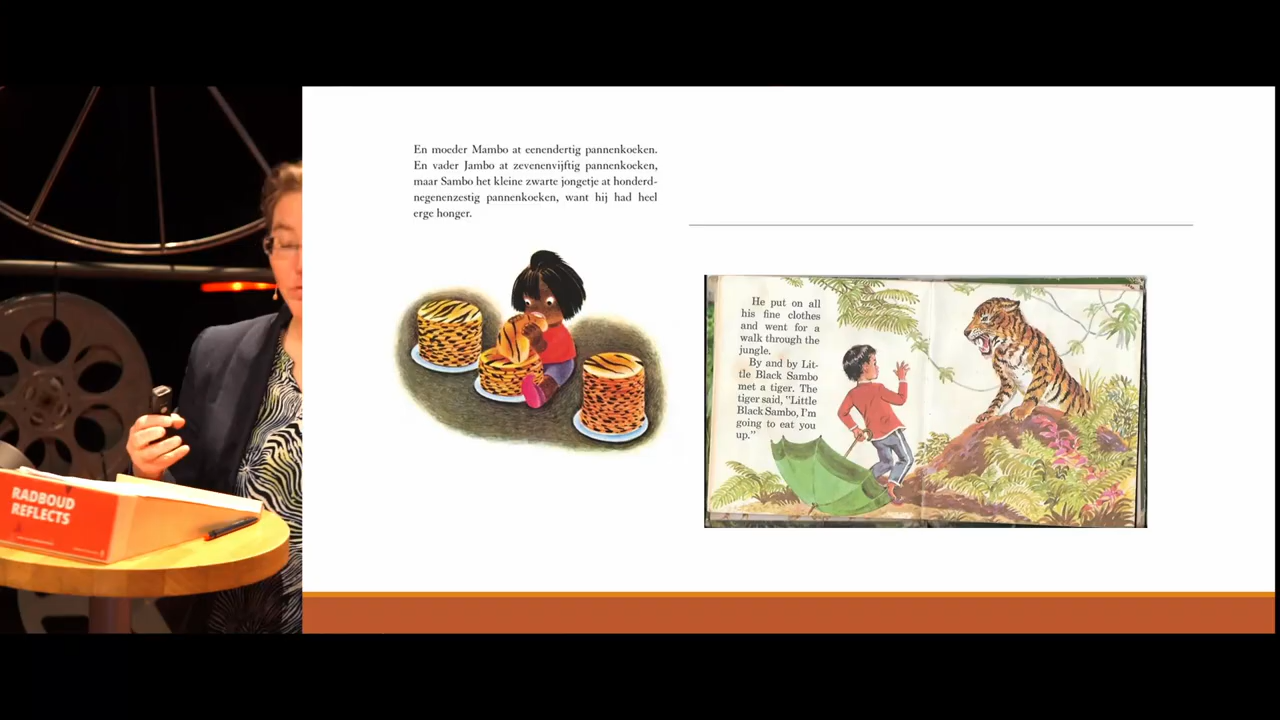 En moeder Mambo at eenendertig pannenkoeken.
En vader Jambo at zevenenvijftig pannenkoeken,
maar Sambo het kleine zwarte jongetje at honderd-
negenenzestig pannenkoeken, want hij had heel
erge honger.
He put on all
his fine clothes
and went for a
walk through the
jungle.
By and by Lit-
tle Black Sambo
met a tiger. The
tiger said, "Little
Black Sambo, I'm
going to eat you
up."
RADBOUD
REFLECTS